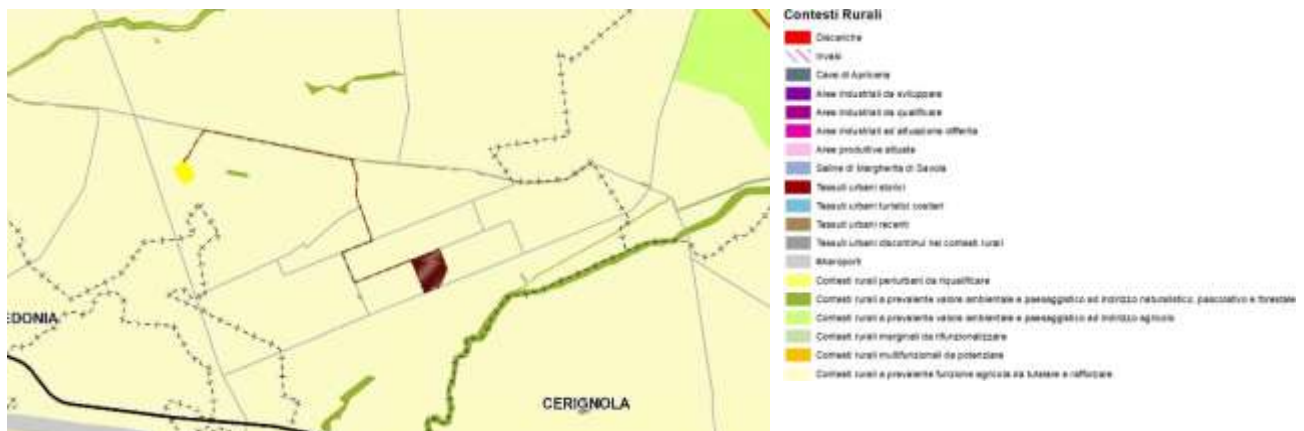 Contesti Rurali
Discariche
Invasi
Cave di Apricena
Aree industriali da sviluppare
Aree industriali da qualificare
Aree industriali ad attuazione differita
Aree produttive attuate
Saline di Margherita di Savoia
Tessuti urbani storici
Tessuti urbani turistici costieri
Tessuti urbani recenti
Tessuti urbani discontinui nei contesti rurali
Contesti rurali periurbani da riqualificare
Contesti rurali a prevalente valore ambientale e paesaggistico ad indirizzo naturalistico, pascolativo e forestale
Contesti rurali a prevalente valore ambientale e paesaggistico ad indirizzo agricolo
Contesti rurali marginali da rifunzionalizzare
Contesti rurali multifunzionali da potenziare
Contesti rurali a prevalente funzione agricola da tutelare e rafforzare
EDONIA
CERIGNOLA